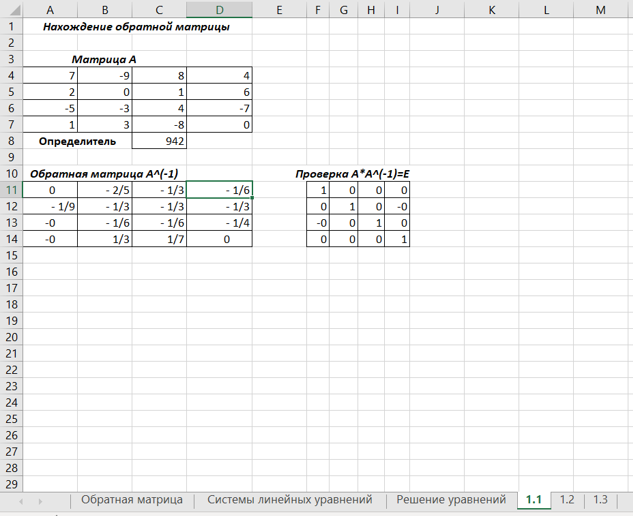 A B C D E F G H I J K L M
1 Нахождение обратной матрицы
2
3 Матрица А
4 7 -9 8 4
5 2 0 1 6
6 -5 -3 4 -7
7 1 3 -8 0
8 Определитель 942
9
10 Обратная матрица А^(-1) Проверка А*А^(-1)=Е
11 0 - 2/5 - 1/3 - 1/6 1 0 0 0
12 - 1/9 - 1/3 - 1/3 - 1/3 0 1 0 -0
13 -0 - 1/6 - 1/6 - 1/4 -0 0 1 0
14 -0 1/3 1/7 0 0 0 0 1
15
16
17
18
19
20
21
22
23
24
25
26
27
28
29
Обратная матрица Системы линейных уравнений Решение уравнений 1.1 1.2 1.3